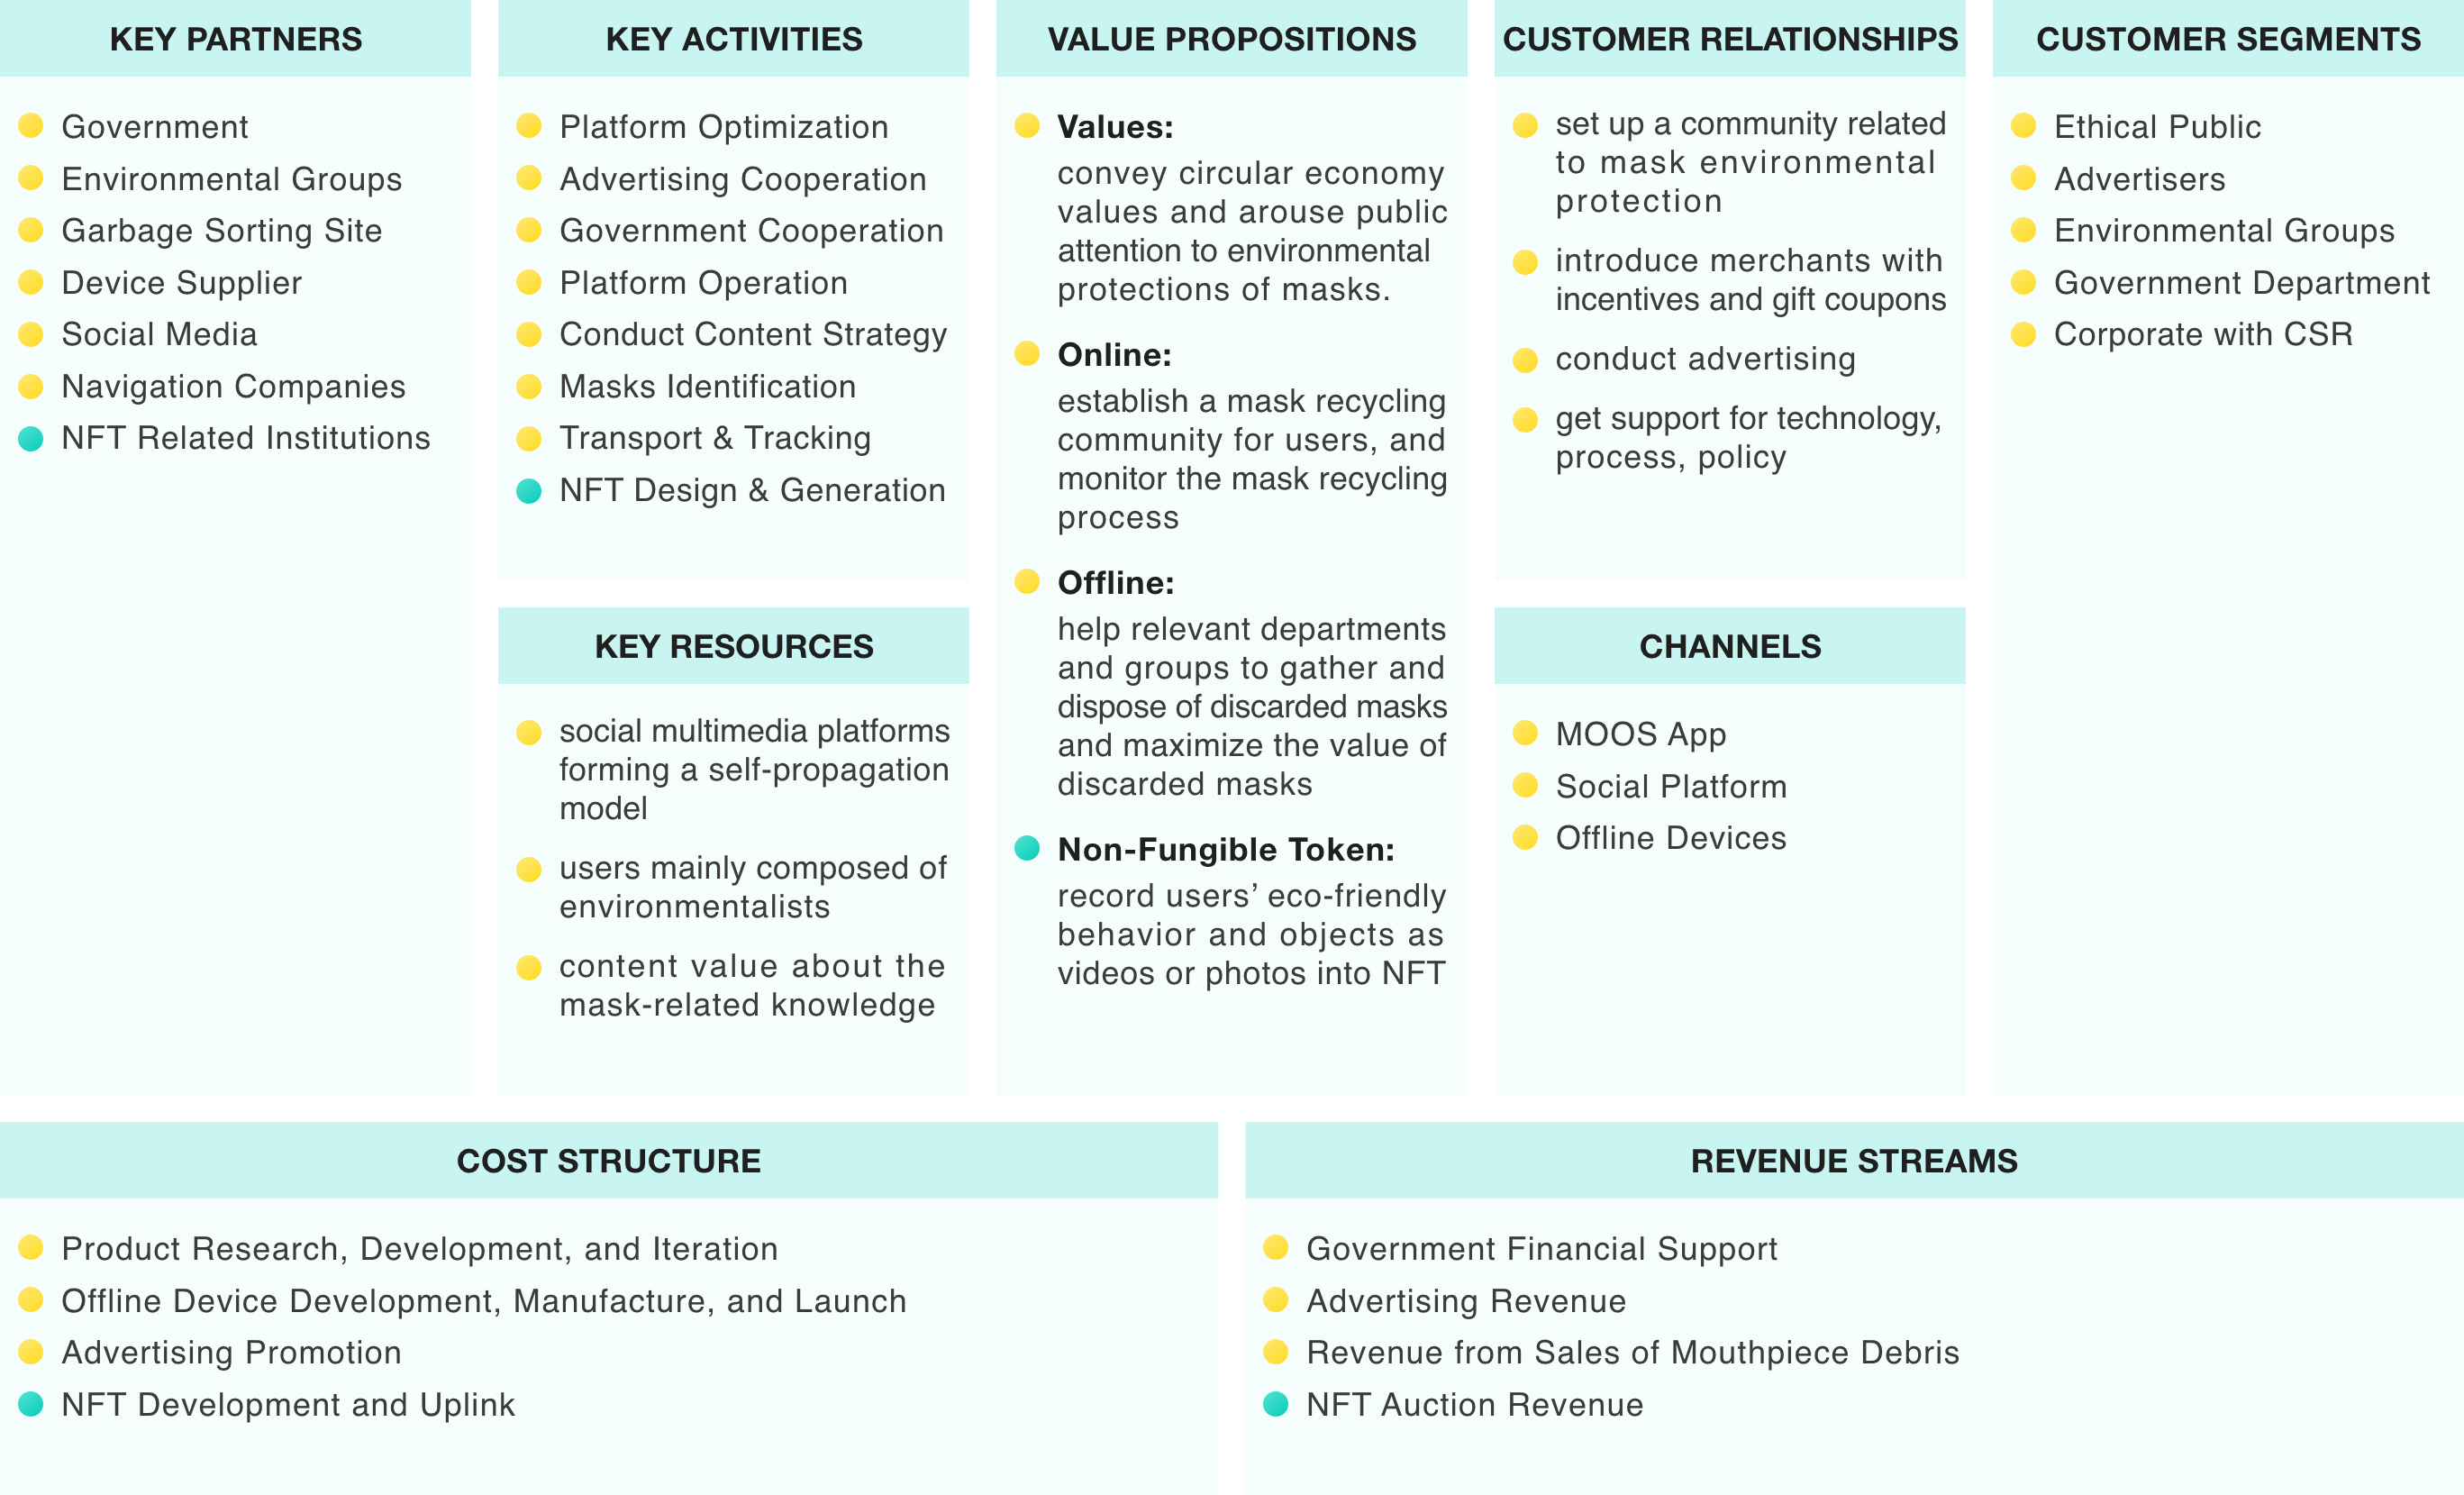 KEY PARTNERS
Government
Environmental Groups
Garbage Sorting Site
Device Supplier
Social Media
Navigation Companies
NFT Related Institutions
KEY ACTIVITIES
Platform Optimization
Advertising Cooperation
Government Cooperation
Platform Operation
Conduct Content Strategy
Masks Identification
Transport & Tracking
NFT Design & Generation
KEY RESOURCES
social multimedia platforms
forming a self-propagation
model
users mainly composed of
environmentalists
content value about the
mask-related knowledge
VALUE PROPOSITIONS
Values:
convey circular economy
values and arouse public
attention to environmental
protections of masks.
Online:
establish a mask recycling
community for users, and
monitor the mask recycling
process
Offline:
help relevant departments
and groups to gather and
dispose of discarded masks
and maximize the value of
discarded masks
Non-Fungible Token:
record users’ eco-friendly
behavior and objects as
videos or photos into NFT
CUSTOMER RELATIONSHIPS
set up a community related
to mask environmental
protection
introduce merchants with
incentives and gift coupons
conduct advertising
get support for technology,
process, policy
CHANNELS
MOOS App
Social Platform
Offline Devices
CUSTOMER SEGMENTS
Ethical Public
Advertisers
Environmental Groups
Government Department
Corporate with CSR
COST STRUCTURE
Product Research, Development, and Iteration
Offline Device Development, Manufacture, and Launch
Advertising Promotion
NFT Development and Uplink
REVENUE STREAMS
Government Financial Support
Advertising Revenue
Revenue from Sales of Mouthpiece Debris
NFT Auction Revenue